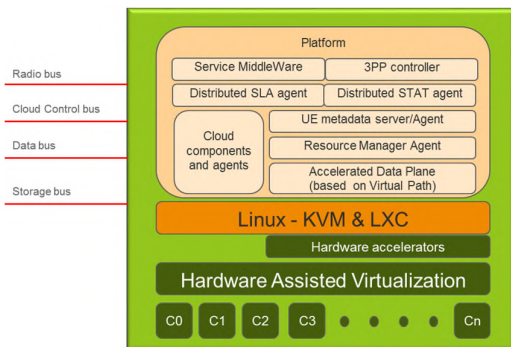 Platform
Service MiddleWare
3PP controller
Radio bus
Distributed SLA agent
Distributed STAT agent
Cloud Control bus
UE metadata server/Agent
Cloud
components
and agents
Resource Manager Agent
Data bus
Accelerated Data Plane
(based on Virtual Path)
Storage bus
Linux - KVM & LXC
Hardware accelerators
Hardware Assisted Virtualization
C0
C1
C2
C3
Cn